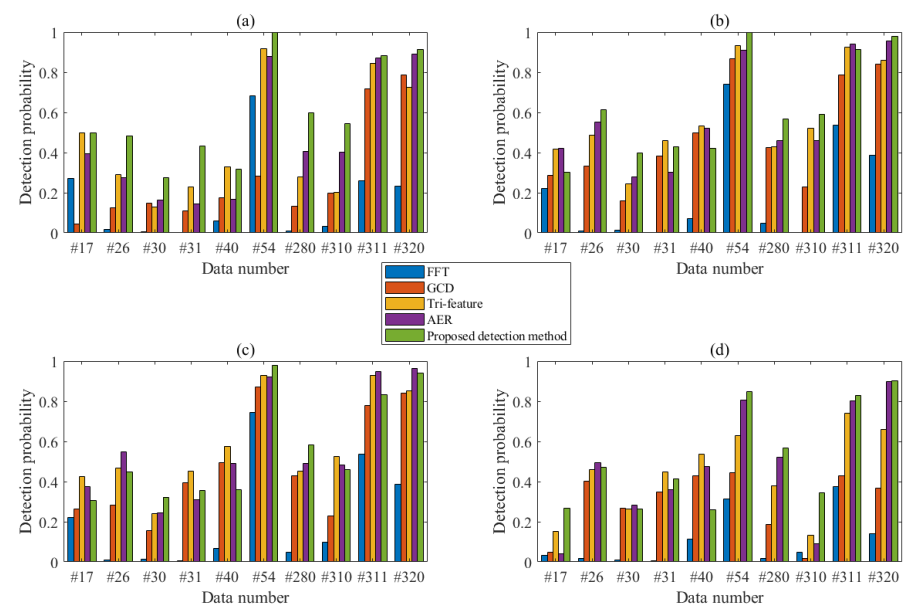 (a)
Detection probability
1
0.8
0.6
0.4
0.2
0
#17 #26 #30 #31 #40 #54 #280 #310 #311 #320
Data number
(b)
Detection probability
1
0.8
0.6
0.4
0.2
0
#17 #26 #30 #31 #40 #54 #280 #310 #311 #320
Data number
FFT
GCD
Tri-feature
AER
Proposed detection method
(c)
Detection probability
1
0.8
0.6
0.4
0.2
0
#17 #26 #30 #31 #40 #54 #280 #310 #311 #320
Data number
(d)
Detection probability
1
0.8
0.6
0.4
0.2
0
#17 #26 #30 #31 #40 #54 #280 #310 #311 #320
Data number